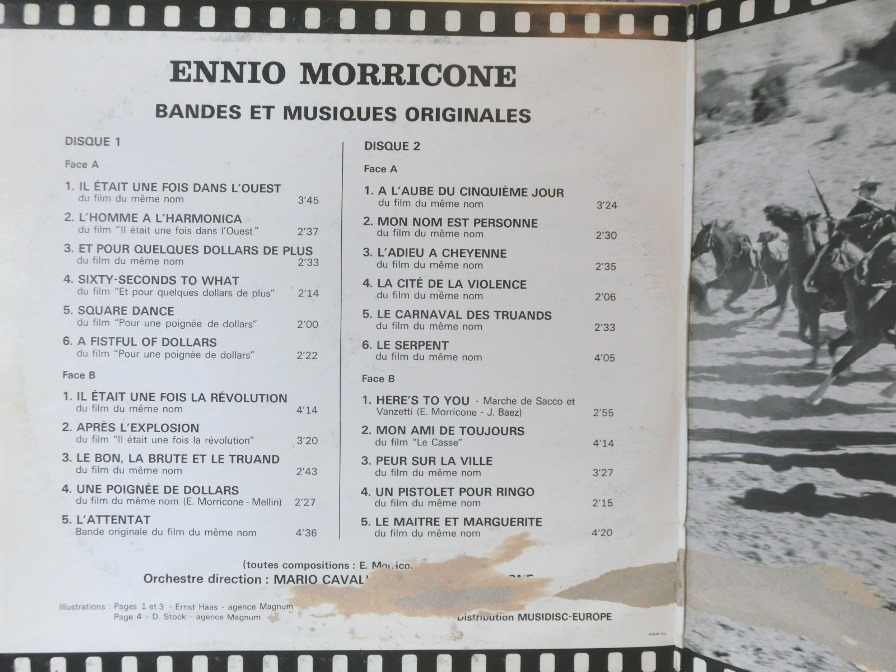 ENNIO MORRICONE
BANDES ET MUSIQUES ORIGINALES
DISQUE 1
Face A
1. IL ÉTAIT UNE FOIS DANS L'OUEST
du film du même nom 3'45
2. L'HOMME A L'HARMONICA
du film "Il était une fois dans l'Ouest" 2'37
3. ET POUR QUELQUES DOLLARS DE PLUS
du film du même nom 2'33
4. SIXTY-SECONDS TO WHAT
du film "Et pour quelques dollars de plus" 2'14
5. SQUARE DANCE
du film "Pour une poignée de dollars" 2'00
6. A FISTFUL OF DOLLARS
du film "Pour une poignée de dollars" 2'22
Face B
1. IL ÉTAIT UNE FOIS LA RÉVOLUTION
du film du même nom 4'14
2. APRÉS L'EXPLOSION
du film "Il était une fois la révolution" 3'20
3. LE BON, LA BRUTE ET LE TRUAND
du film du même nom 2'43
4. UNE POIGNÉE DE DOLLARS
du film du même nom (E. Morricone - Mellin) 2'27
5. L'ATTENTAT
Bande originale du film du même nom 4'36
DISQUE 2
Face A
1. A L'AUBE DU CINQUIÈME JOUR
du film du même nom 3'24
2. MON NOM EST PERSONNE
du film du même nom 2'30
3. L'ADIEU A CHEYENNE
du film du même nom 2'35
4. LA CITÉ DE LA VIOLENCE
du film du même nom 2'06
5. LE CARNAVAL DES TRUANDS
du film du même nom 2'33
6. LE SERPENT
du film du même nom 4'05
Face B
1. HERE'S TO YOU - Marche de Sacco et
Vanzetti (E. Morricone - J. Baez) 2'55
2. MON AMI DE TOUJOURS
du film "Le Casse" 4'14
3. PEUR SUR LA VILLE
du film du même nom 3'27
4. UN PISTOLET POUR RINGO
du film du même nom 2'15
5. LE MAITRE ET MARGUERITE
du film du même nom 4'20
(toutes compositions : E.
Orchestre direction : MARIO
Illustrations : Pages 1 et 3 - Ernst Haas - agence Magnum
Page 4 - D. Stock - agence Magnum
Distribution MUSIDISC-EUROPE